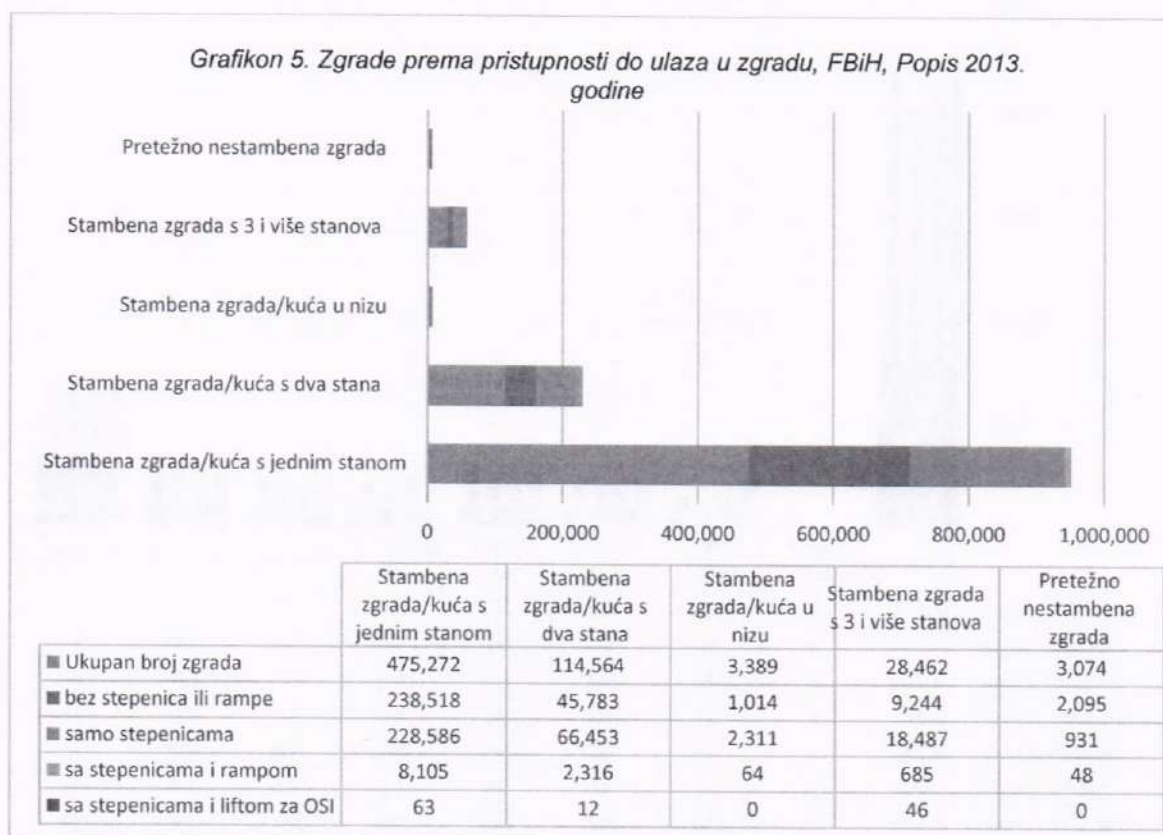 Grafikon 5. Zgrade prema pristupnosti do ulaza u zgradu, FBiH, Popis 2013.
godine
Pretežno nestambena zgrada
Stambena zgrada s 3 i više stanova
Stambena zgrada/kuća u nizu
Stambena zgrada/kuća s dva stana
Stambena zgrada/kuća s jednim stanom
0 200,000 400,000 600,000 800,000 1,000,000
Stambena zgrada/kuća s jednim stanom
Stambena zgrada/kuća s dva stana
Stambena zgrada/kuća u nizu
Stambena zgrada s 3 i više stanova
Pretežno nestambena zgrada
Ukupan broj zgrada 475,272 114,564 3,389 28,462 3,074
bez stepenica ili rampe 238,518 45,783 1,014 9,244 2,095
samo stepenicama 228,586 66,453 2,311 18,487 931
sa stepenicama i rampom 8,105 2,316 64 685 48
sa stepenicama i liftom za OSI 63 12 0 46 0